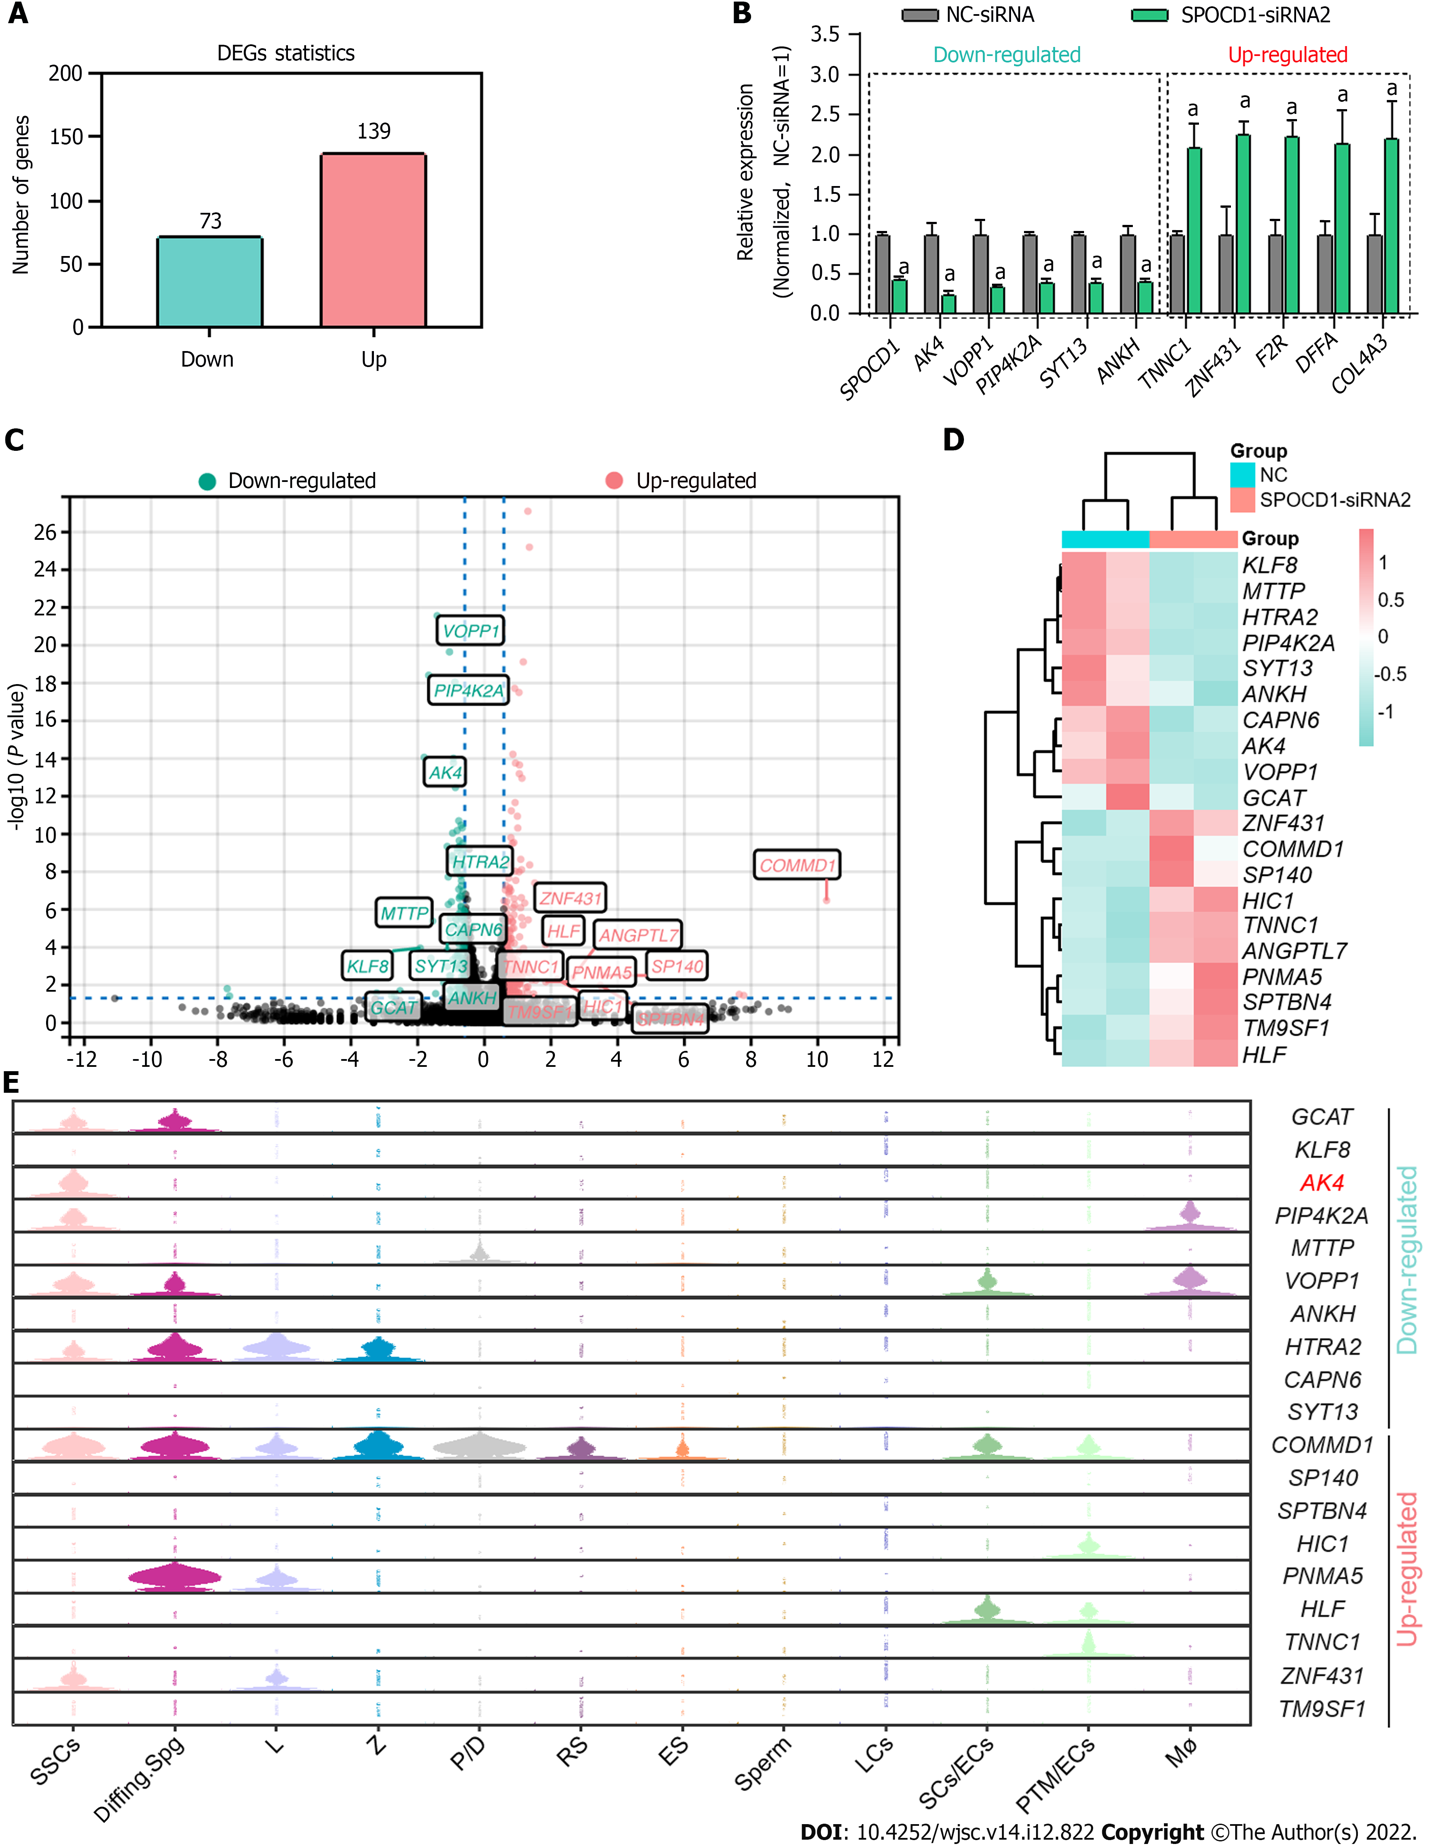 A
DEGs statistics
Number of genes
200
150
100
50
0
73
139
Down
Up
B
NC-siRNA
SPOCD1-siRNA2
Down-regulated
Up-regulated
Relative expression
(Normalized, NC-siRNA=1)
3.5
3.0
2.5
2.0
1.5
1.0
0.5
0.0
a a a a a a a a a a a
SPOCD1
AK4
VOPP1
PIP4K2A
SYT13
ANKH
TNNC1
ZNF431
F2R
DFFA
COL4A3
C
Down-regulated
Up-regulated
-log10 (P value)
26
24
22
20
18
16
14
12
10
8
6
4
2
0
VOPP1
PIP4K2A
AK4
HTRA2
COMMD1
ZNF431
MTTP
CAPN6
HLF
ANGPTL7
KLF8
SYT13
TNNC1
PNMA5
SP140
GCAT
ANKH
TM9SF1
HIC1
SPTBN4
-12 -10 -8 -6 -4 -2 0 2 4 6 8 10 12
D
Group
NC
SPOCD1-siRNA2
Group
1
0.5
0
-0.5
-1
KLF8
MTTP
HTRA2
PIP4K2A
SYT13
ANKH
CAPN6
AK4
VOPP1
GCAT
ZNF431
COMMD1
SP140
HIC1
TNNC1
ANGPTL7
PNMA5
SPTBN4
TM9SF1
HLF
E
GCAT
KLF8
AK4
PIP4K2A
MTTP
VOPP1
ANKH
HTRA2
CAPN6
SYT13
COMMD1
SP140
SPTBN4
HIC1
PNMA5
HLF
TNNC1
ZNF431
TM9SF1
Down-regulated
Up-regulated
SSCs
Diffing.Spg
L
Z
P/D
RS
ES
Sperm
LCs
SCs/ECs
PTM/ECs
Mø
DOI: 10.4252/wjsc.v14.i12.822 Copyright ©The Author(s) 2022.